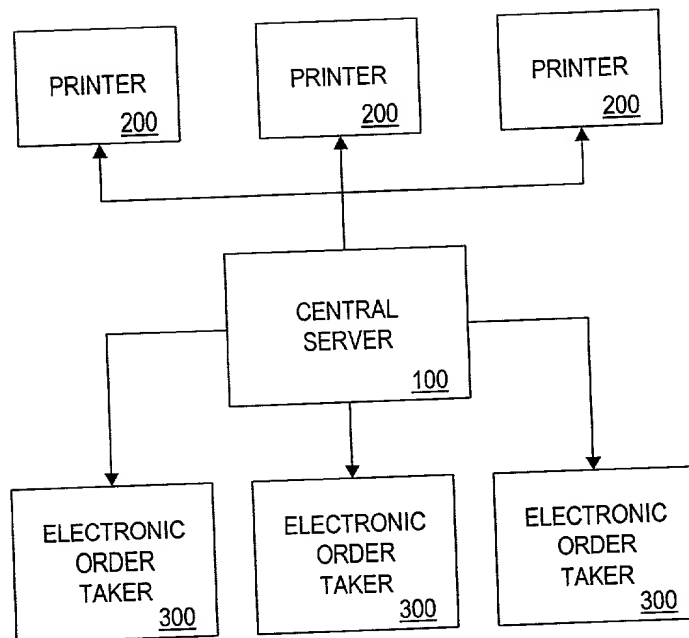 PRINTER
200
PRINTER
200
PRINTER
200
CENTRAL
SERVER
100
ELECTRONIC
ORDER
TAKER
300
ELECTRONIC
ORDER
TAKER
300
ELECTRONIC
ORDER
TAKER
300